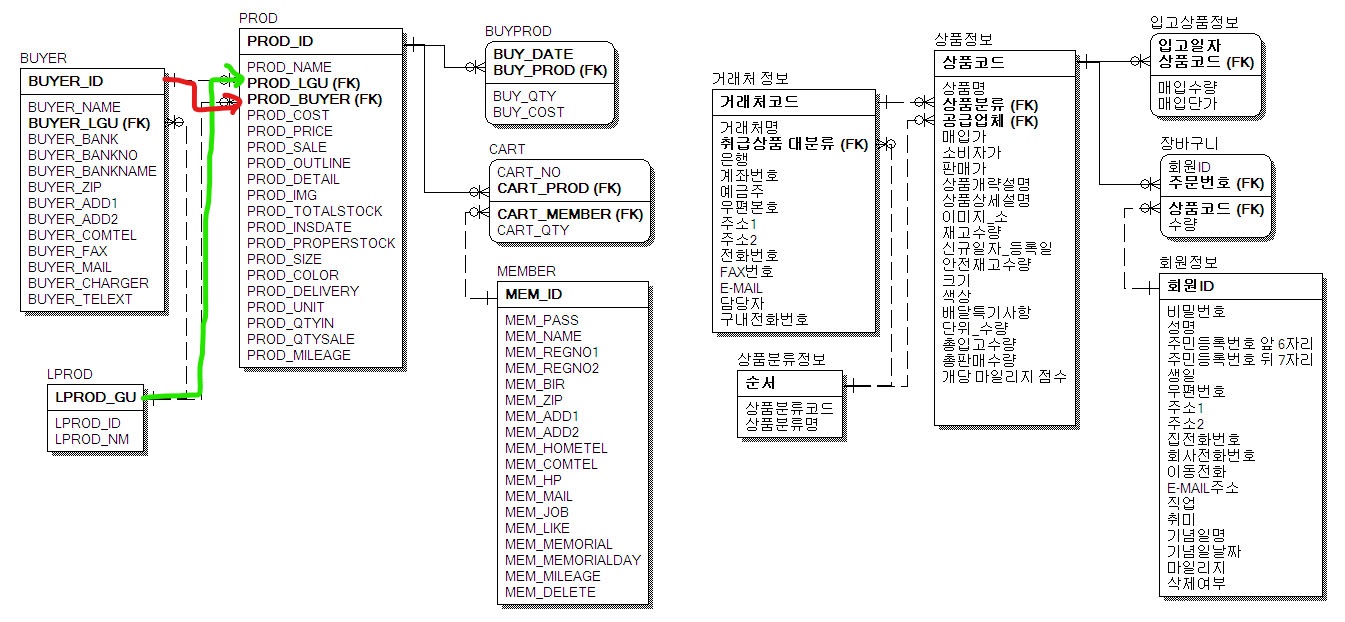 BUYER
BUYER_ID
BUYER_NAME
BUYER_LGU (FK)
BUYER_BANK
BUYER_BANKNO
BUYER_BANKNAME
BUYER_ZIP
BUYER_ADD1
BUYER_ADD2
BUYER_COMTEL
BUYER_FAX
BUYER_MAIL
BUYER_CHARGER
BUYER_TELEXT
LPROD
LPROD_GU
LPROD_ID
LPROD_NM
PROD
PROD_ID
PROD_NAME
PROD_LGU (FK)
PROD_BUYER (FK)
PROD_COST
PROD_PRICE
PROD_SALE
PROD_OUTLINE
PROD_DETAIL
PROD_IMG
PROD_TOTALSTOCK
PROD_INSDATE
PROD_PROPERSTOCK
PROD_SIZE
PROD_COLOR
PROD_DELIVERY
PROD_UNIT
PROD_QTYIN
PROD_QTYSALE
PROD_MILEAGE
BUYPROD
BUY_DATE
BUY_PROD (FK)
BUY_QTY
BUY_COST
CART
CART_NO
CART_PROD (FK)
CART_MEMBER (FK)
CART_QTY
MEMBER
MEM_ID
MEM_PASS
MEM_NAME
MEM_REGNO1
MEM_REGNO2
MEM_BIR
MEM_ZIP
MEM_ADD1
MEM_ADD2
MEM_HOMETEL
MEM_COMTEL
MEM_HP
MEM_MAIL
MEM_JOB
MEM_LIKE
MEM_MEMORIAL
MEM_MEMORIALDAY
MEM_MILEAGE
MEM_DELETE
거래처 정보
거래처코드
거래처명
취급상품 대분류 (FK)
은행
계좌번호
예금주
우편본호
주소1
주소2
전화번호
FAX번호
E-MAIL
담당자
구내전화번호
상품분류정보
순서
상품분류코드
상품분류명
상품정보
상품코드
상품명
상품분류 (FK)
공급업체 (FK)
매입가
소비자가
판매가
상품개략설명
상품상세설명
이미지_소
재고수량
신규일자_등록일
안전재고수량
크기
색상
배달특기사항
단위_수량
총입고수량
총판매수량
개당 마일리지 점수
입고상품정보
입고일자
상품코드 (FK)
매입수량
매입단가
장바구니
회원ID
주문번호 (FK)
상품코드 (FK)
수량
회원정보
회원ID
비밀번호
성명
주민등록번호 앞 6자리
주민등록번호 뒤 7자리
생일
우편번호
주소1
주소2
집전화번호
회사전화번호
이동전화
E-MAIL주소
직업
취미
기념일명
기념일날짜
마일리지
삭제여부